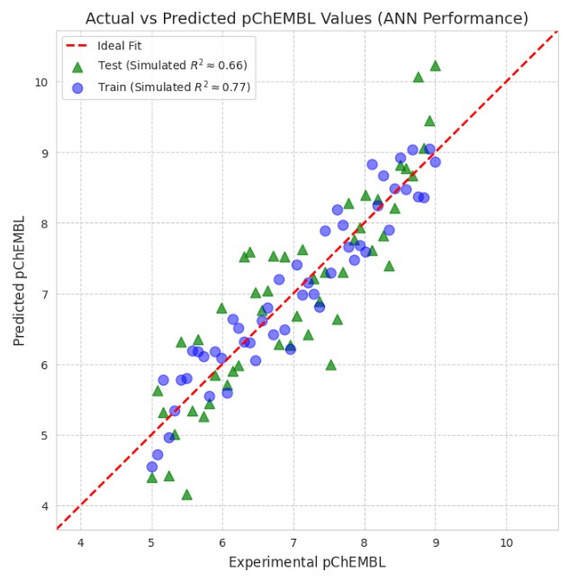 Actual vs Predicted pChEMBL Values (ANN Performance)
Ideal Fit
Test (Simulated R² ≈ 0.66)
Train (Simulated R² ≈ 0.77)
Predicted pChEMBL
10
9
8
7
6
5
4
4 5 6 7 8 9 10
Experimental pChEMBL